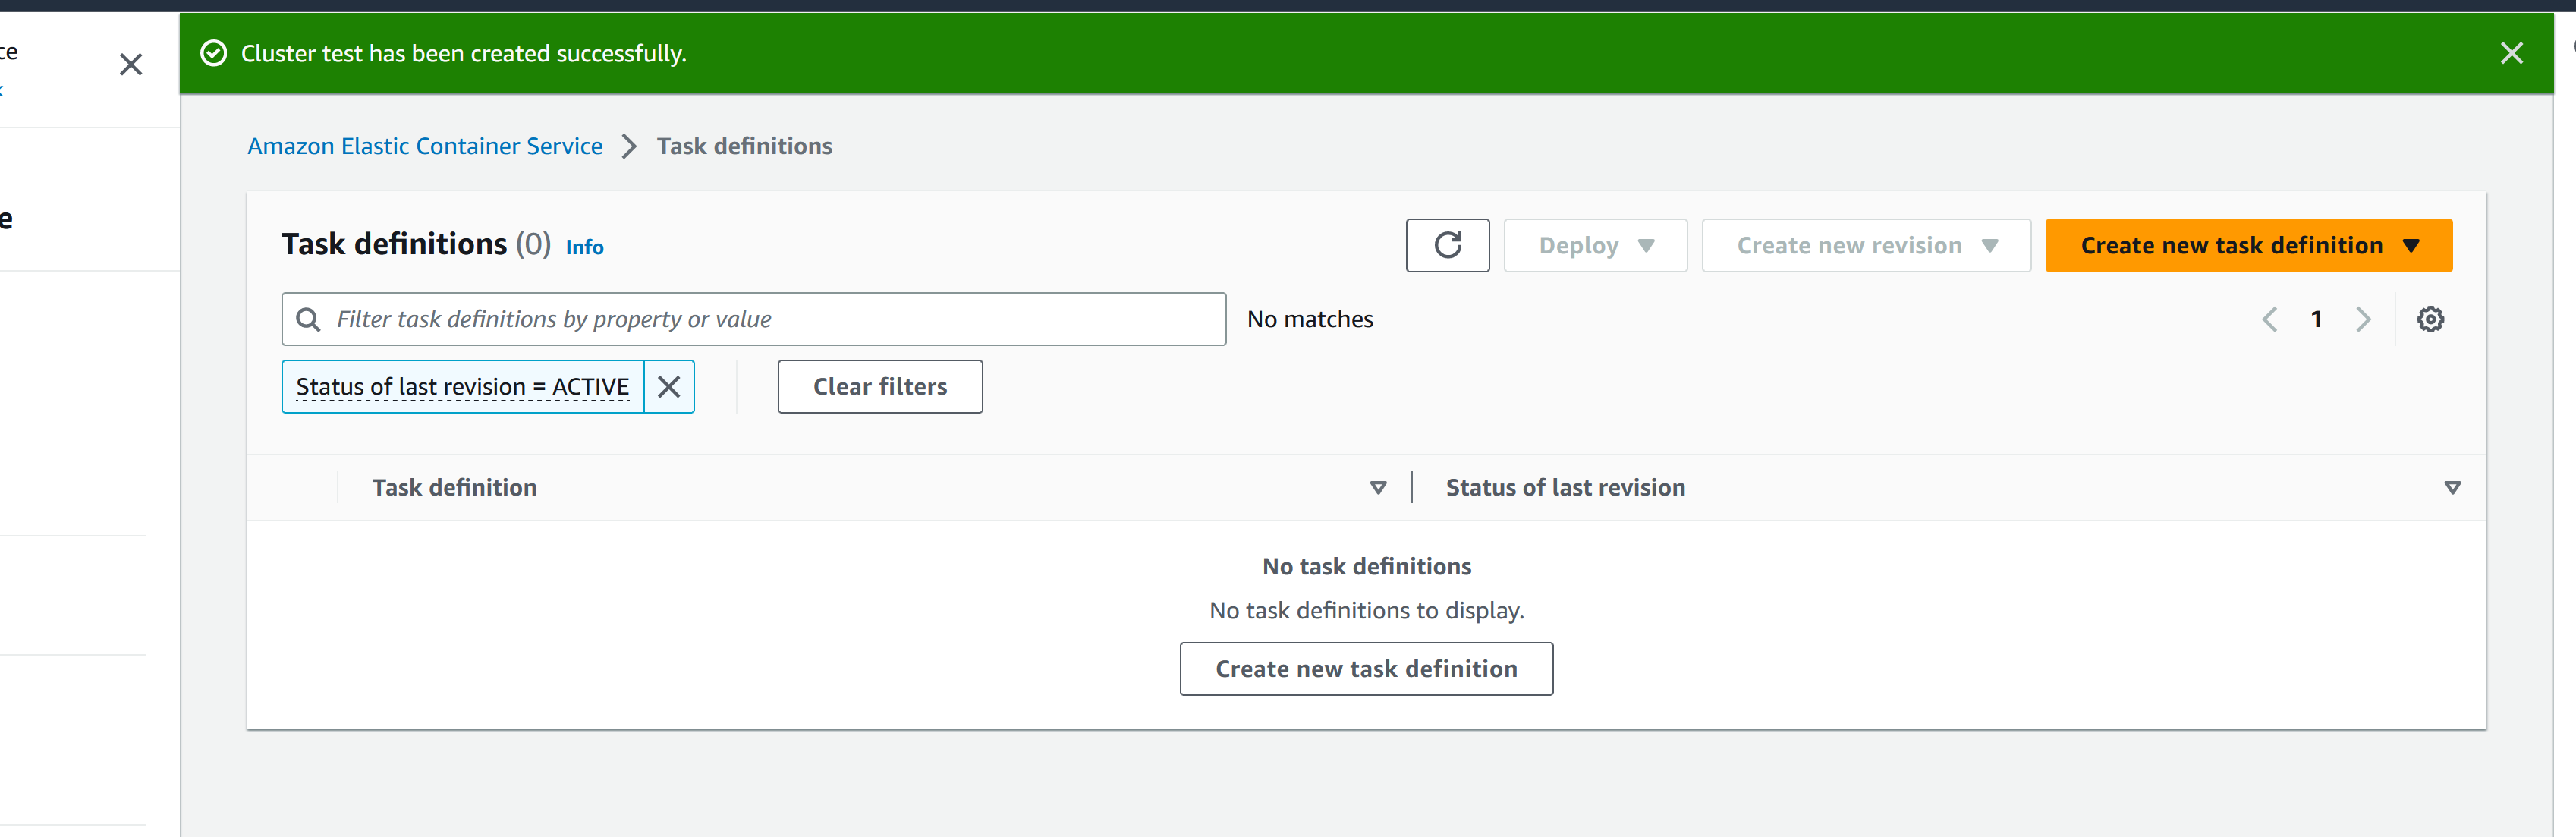 Cluster test has been created successfully.
Amazon Elastic Container Service > Task definitions
Task definitions (0) Info
Deploy
Create new revision
Create new task definition
Filter task definitions by property or value
No matches
1
Status of last revision = ACTIVE
Clear filters
Task definition
Status of last revision
No task definitions
No task definitions to display.
Create new task definition